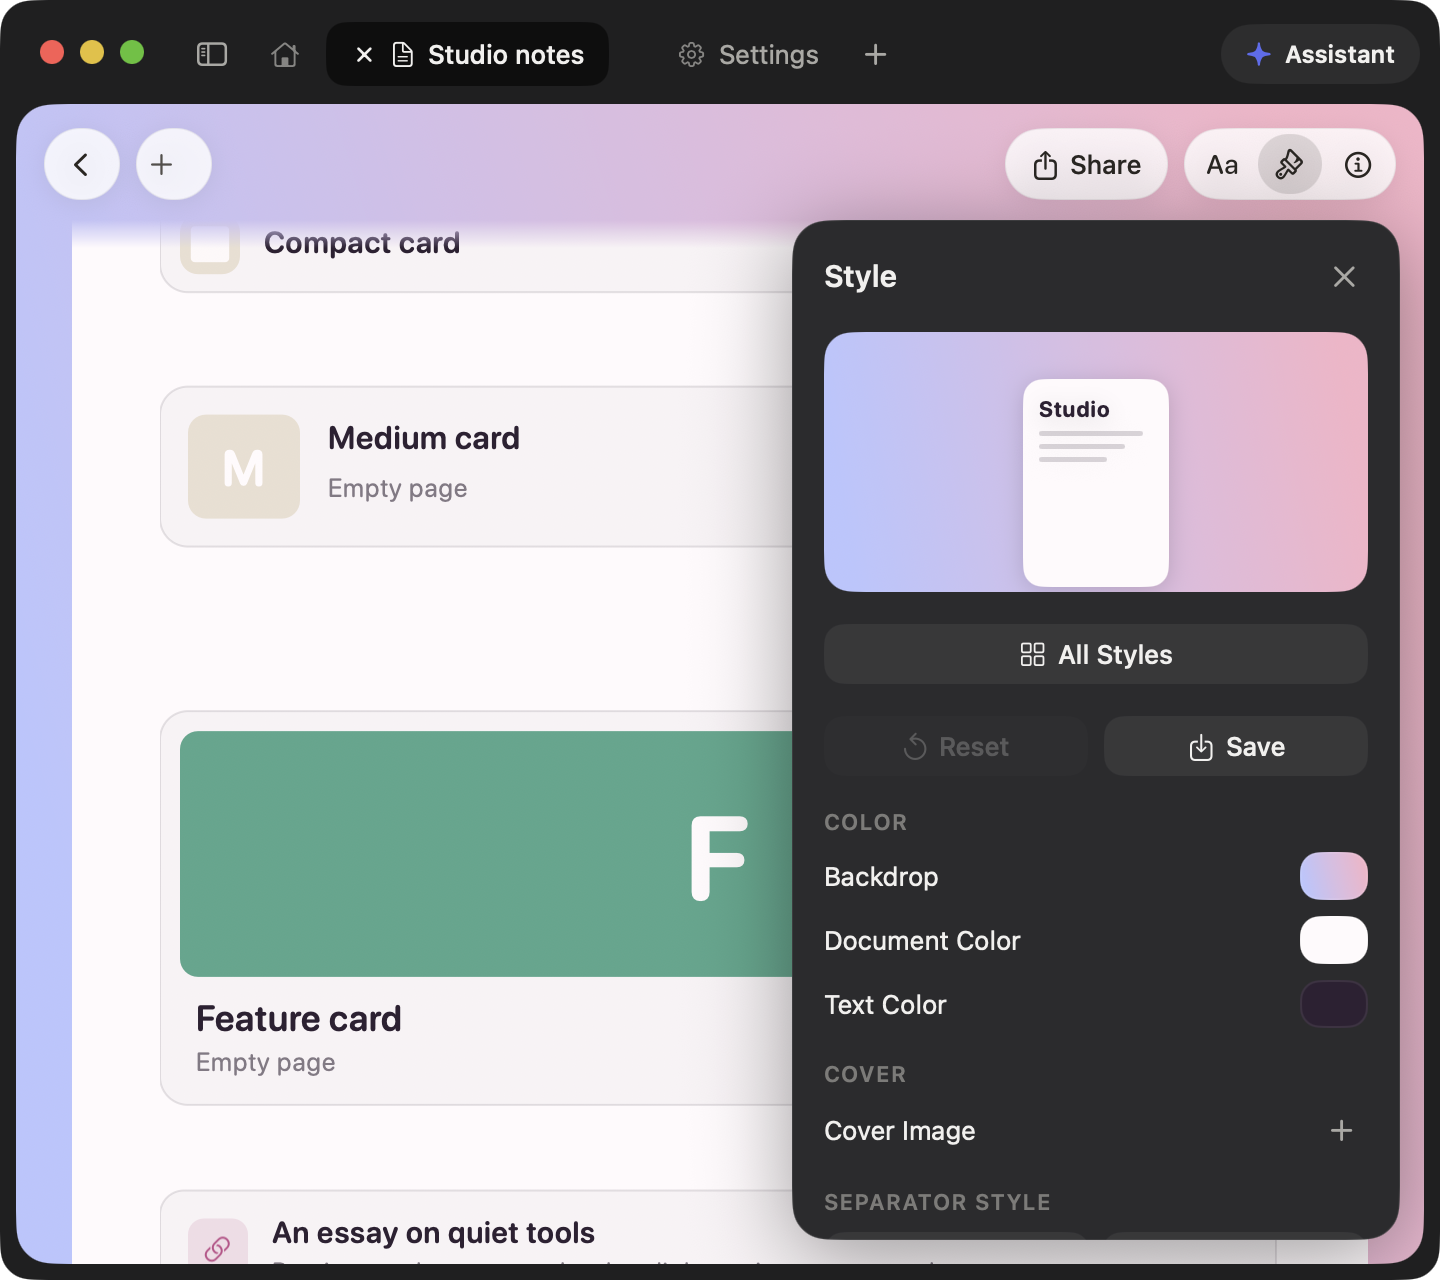 Studio notes
Settings
Assistant
Share
Aa
Compact card
Style
Studio
M
Medium card
Empty page
All Styles
Reset
Save
F
COLOR
Backdrop
Document Color
Text Color
Feature card
Empty page
COVER
Cover Image
SEPARATOR STYLE
An essay on quiet tools